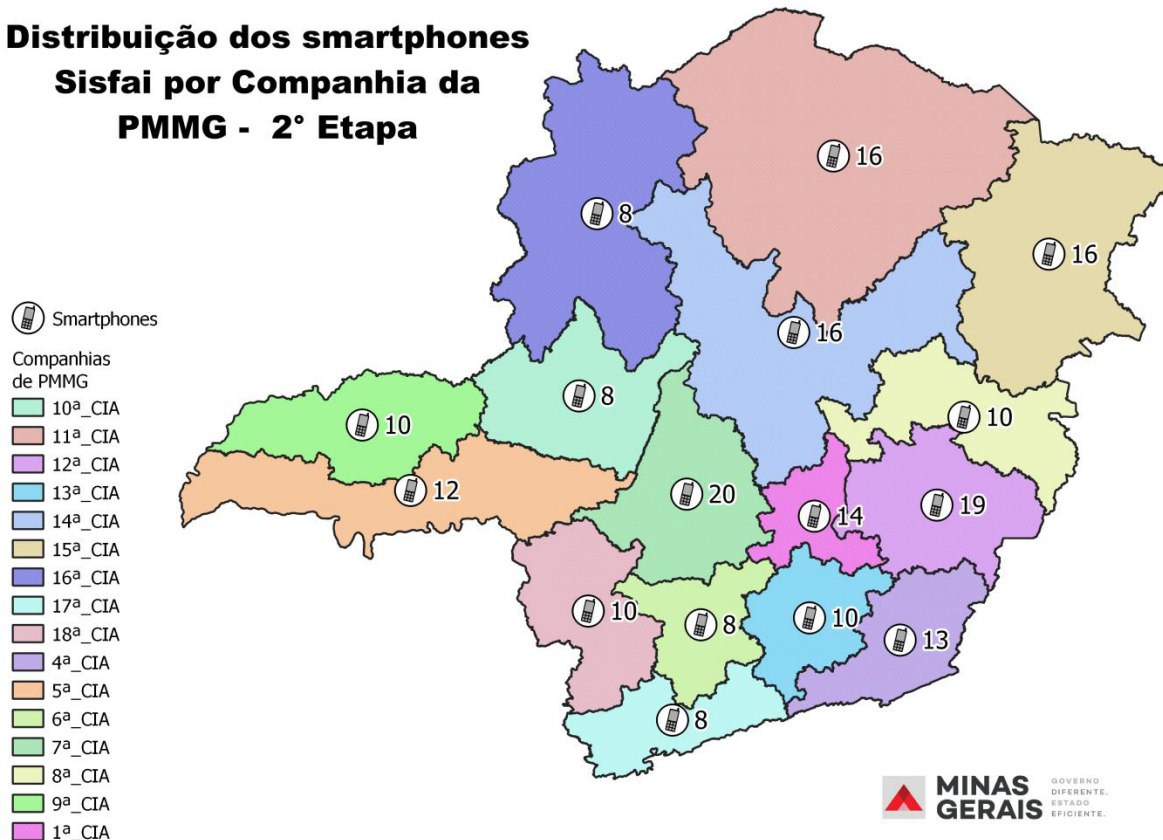 Distribuição dos smartphones
Sisfai por Companhia da
PMMG - 2° Etapa
16
8
16
16
8
10
10
12
20
14
19
10
8
10
13
8
Smartphones
Companhias
de PMMG
10ª_CIA
11ª_CIA
12ª_CIA
13ª_CIA
14ª_CIA
15ª_CIA
16ª_CIA
17ª_CIA
18ª_CIA
4ª_CIA
5ª_CIA
6ª_CIA
7ª_CIA
8ª_CIA
9ª_CIA
1ª_CIA
MINAS
GERAIS
GOVERNO
DIFERENTE.
ESTADO
EFICIENTE.